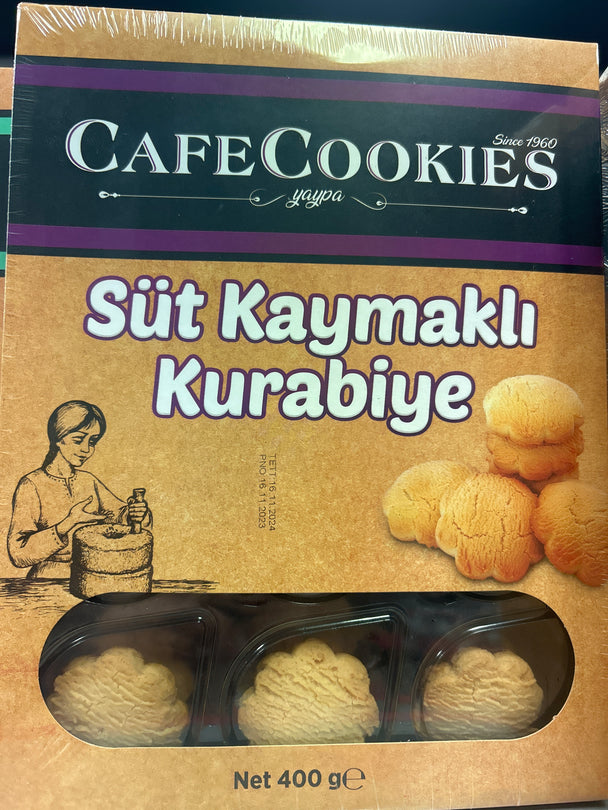 CAFECOOKIES
Since 1960
yaypa
Süt Kaymaklı
Kurabiye
TETT 16.11.2024
PNO 16.11.2023
Net 400 g℮